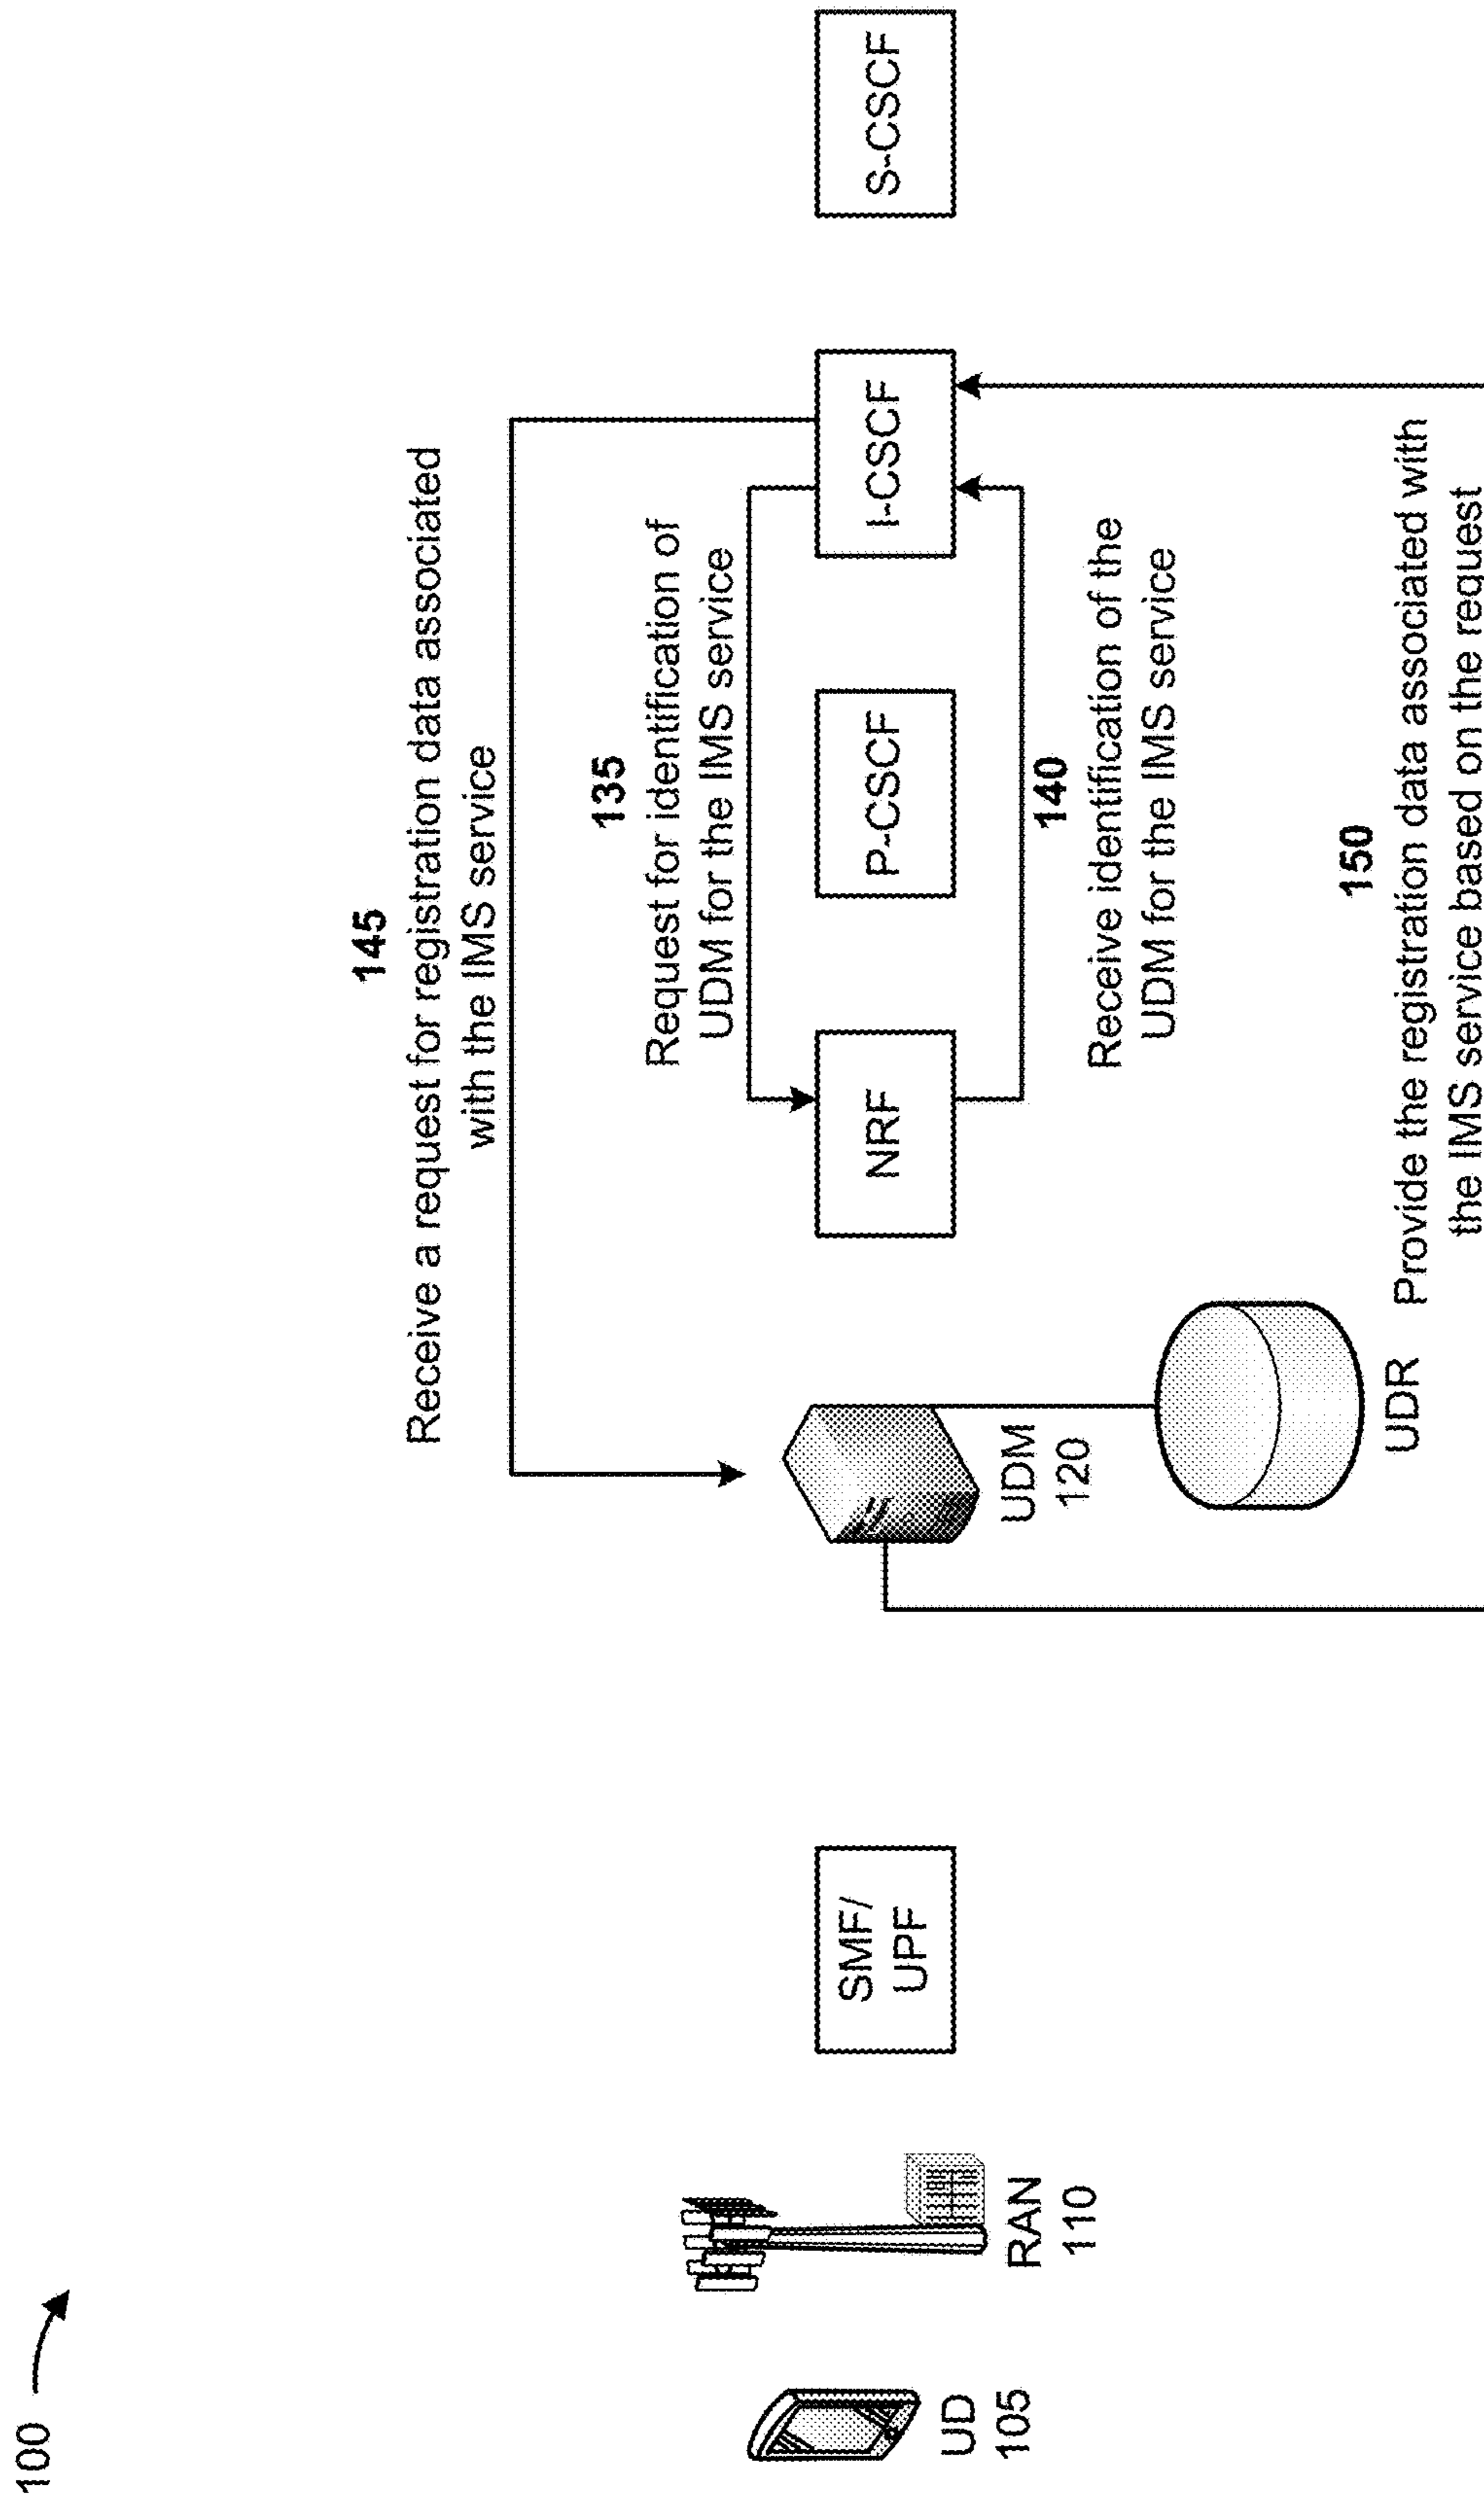 100
145
Receive a request for registration data associated
with the IMS service
135
Request for identification of
UDM for the IMS service
UD
105
RAN
110
SMF/
UPF
UDM
120
UDR
NRF
P-CSCF
I-CSCF
S-CSCF
140
Receive identification of the
UDM for the IMS service
150
Provide the registration data associated with
the IMS service based on the request